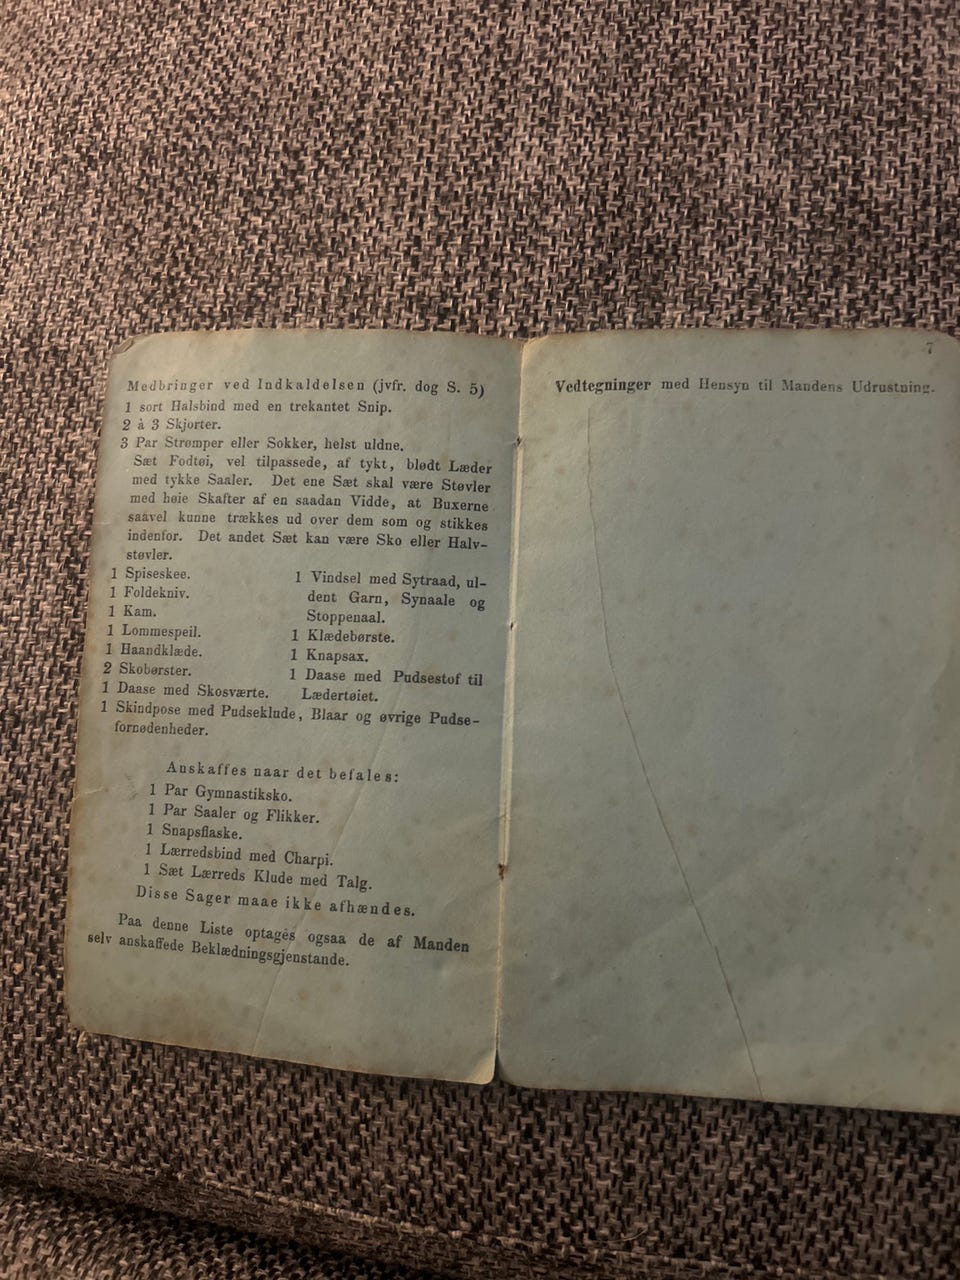 Medbringer ved Indkaldelsen (jvfr. dog S. 5)
1 sort Halsbind med en trekantet Snip.
2 à 3 Skjorter.
3 Par Strømper eller Sokker, helst uldne.
Sæt Fodtøi, vel tilpassede, af tykt, blødt Læder
med tykke Saaler. Det ene Sæt skal være Støvler
med høie Skafter af en saadan Vidde, at Buxerne
saavel kunne trækkes ud over dem som og stikkes
indenfor. Det andet Sæt kan være Sko eller Halv-
støvler.
1 Spiseskee.
1 Foldekniv.
1 Kam.
1 Lommespeil.
1 Haandklæde.
2 Skobørster.
1 Daase med Skosværte.
1 Vindsel med Sytraad, ul-
dent Garn, Synaale og
Stoppenaal.
1 Klædebørste.
1 Knapsax.
1 Daase med Pudsestof til
Lædertøiet.
1 Skindpose med Pudseklude, Blaar og øvrige Pudse-
fornødenheder.
Anskaffes naar det befales:
1 Par Gymnastiksko.
1 Par Saaler og Flikker.
1 Snapsflaske.
1 Lærredsbind med Charpi.
1 Sæt Lærreds Klude med Talg.
Disse Sager maae ikke afhændes.
Paa denne Liste optages ogsaa de af Manden
selv anskaffede Beklædningsgjenstande.
7
Vedtegninger med Hensyn til Mandens Udrustning.